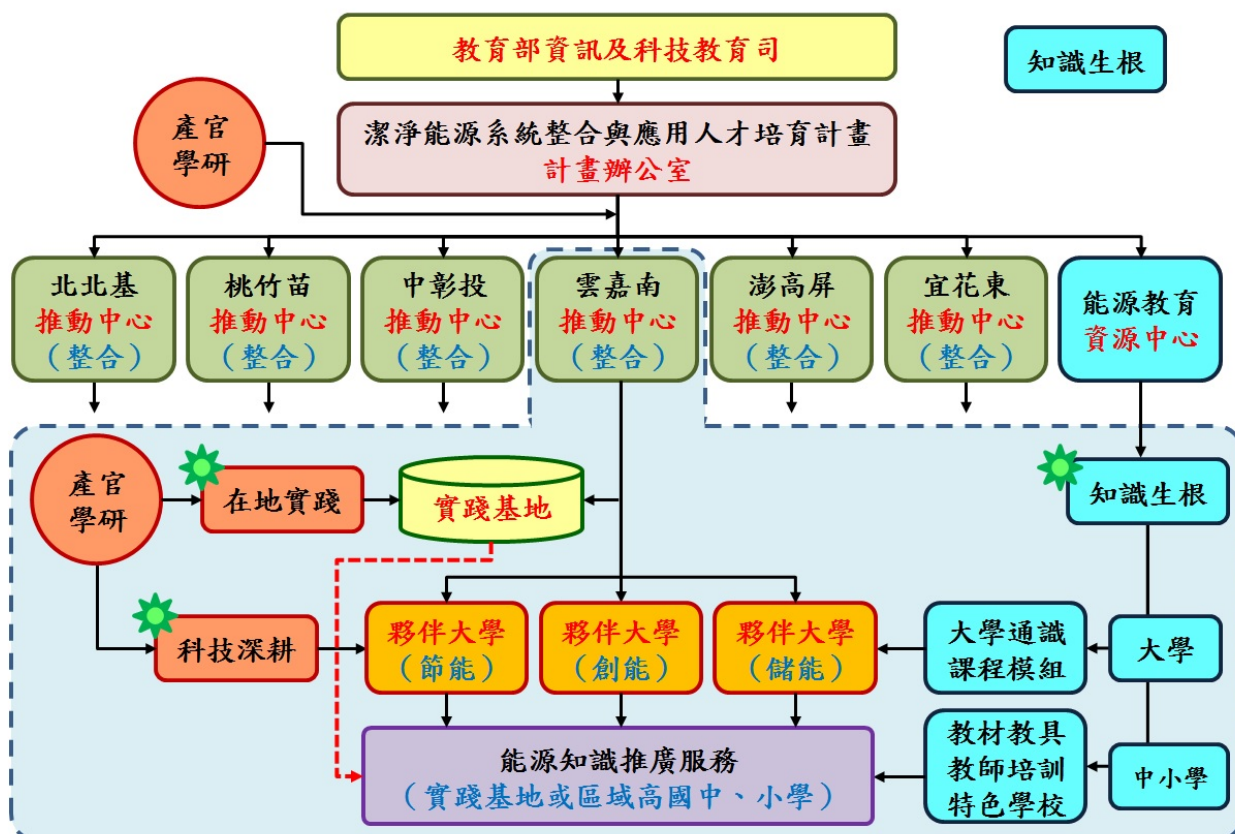 教育部資訊及科技教育司
知識生根
產官
學研
潔淨能源系統整合與應用人才培育計畫
計畫辦公室
北北基
推動中心
（整合）
桃竹苗
推動中心
（整合）
中彰投
推動中心
（整合）
雲嘉南
推動中心
（整合）
澎高屏
推動中心
（整合）
宜花東
推動中心
（整合）
能源教育
資源中心
產官
學研
在地實踐
實踐基地
知識生根
科技深耕
夥伴大學
（節能）
夥伴大學
（創能）
夥伴大學
（儲能）
大學通識
課程模組
大學
能源知識推廣服務
（實踐基地或區域高國中、小學）
教材教具
教師培訓
特色學校
中小學